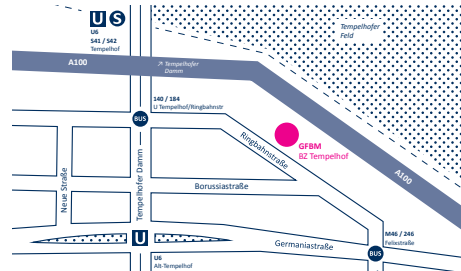 U S
U6
S41 / S42
Tempelhof
Tempelhofer
Feld
A100
↗ Tempelhofer
Damm
140 / 184
U Tempelhof/Ringbahnstr
BUS
Ringbahnstraße
GFBM
BZ Tempelhof
A100
Neue Straße
Tempelhofer Damm
Borussiastraße
U
Germaniastraße
M46 / 246
Felixstraße
BUS
U6
Alt-Tempelhof